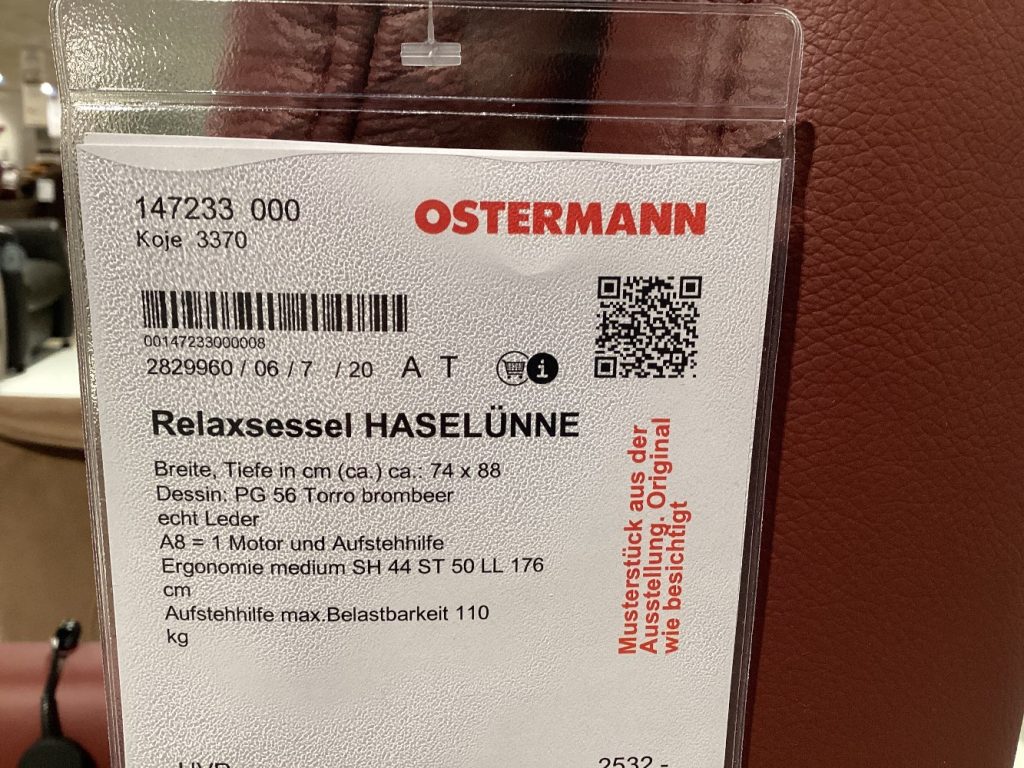 147233 000
Koje 3370
OSTERMANN
00147233000008
2829960 / 06 / 7 / 20 A T
i
Relaxsessel HASELÜNNE
Breite, Tiefe in cm (ca.) ca.: 74 x 88
Dessin: PG 56 Torro brombeer
echt Leder
A8 = 1 Motor und Aufstehhilfe
Ergonomie medium SH 44 ST 50 LL 176
cm
Aufstehhilfe max.Belastbarkeit 110
kg
Musterstück aus der
Ausstellung. Original
wie besichtigt
UVP 2532,-